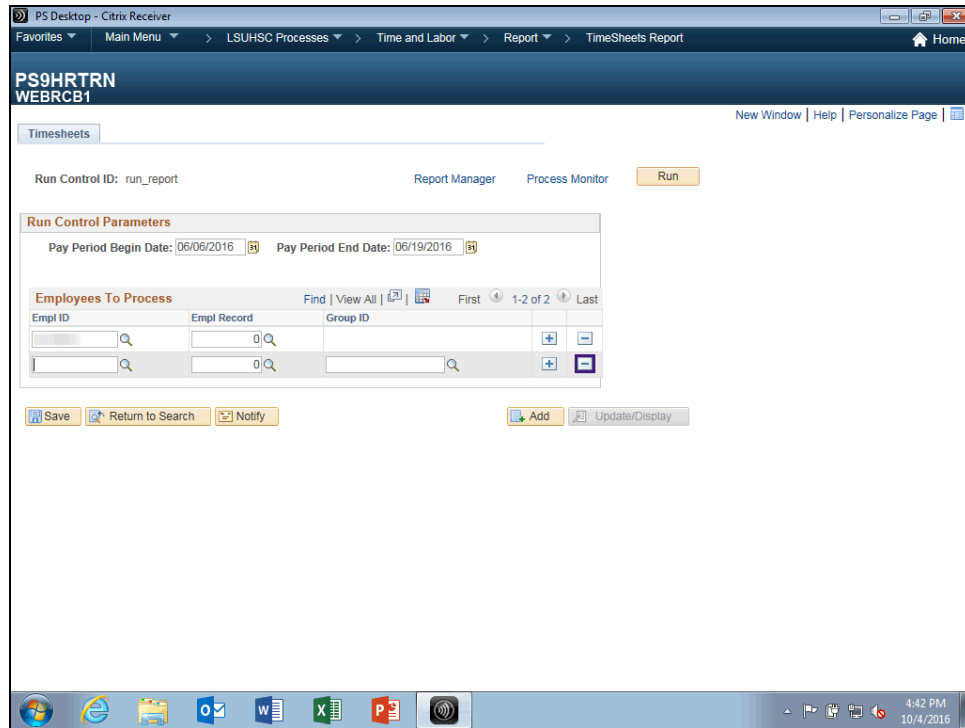 PS Desktop - Citrix Receiver
Favorites Main Menu > LSUHSC Processes > Time and Labor > Report > TimeSheets Report Home
PS9HRTRN
WEBRCB1
New Window | Help | Personalize Page |
Timesheets
Run Control ID: run_report Report Manager Process Monitor Run
Run Control Parameters
Pay Period Begin Date: 06/06/2016 31 Pay Period End Date: 06/19/2016 31
Employees To Process Find | View All | | First 1-2 of 2 Last
Empl ID Empl Record Group ID
0
0
Save Return to Search Notify Add Update/Display
4:42 PM
10/4/2016